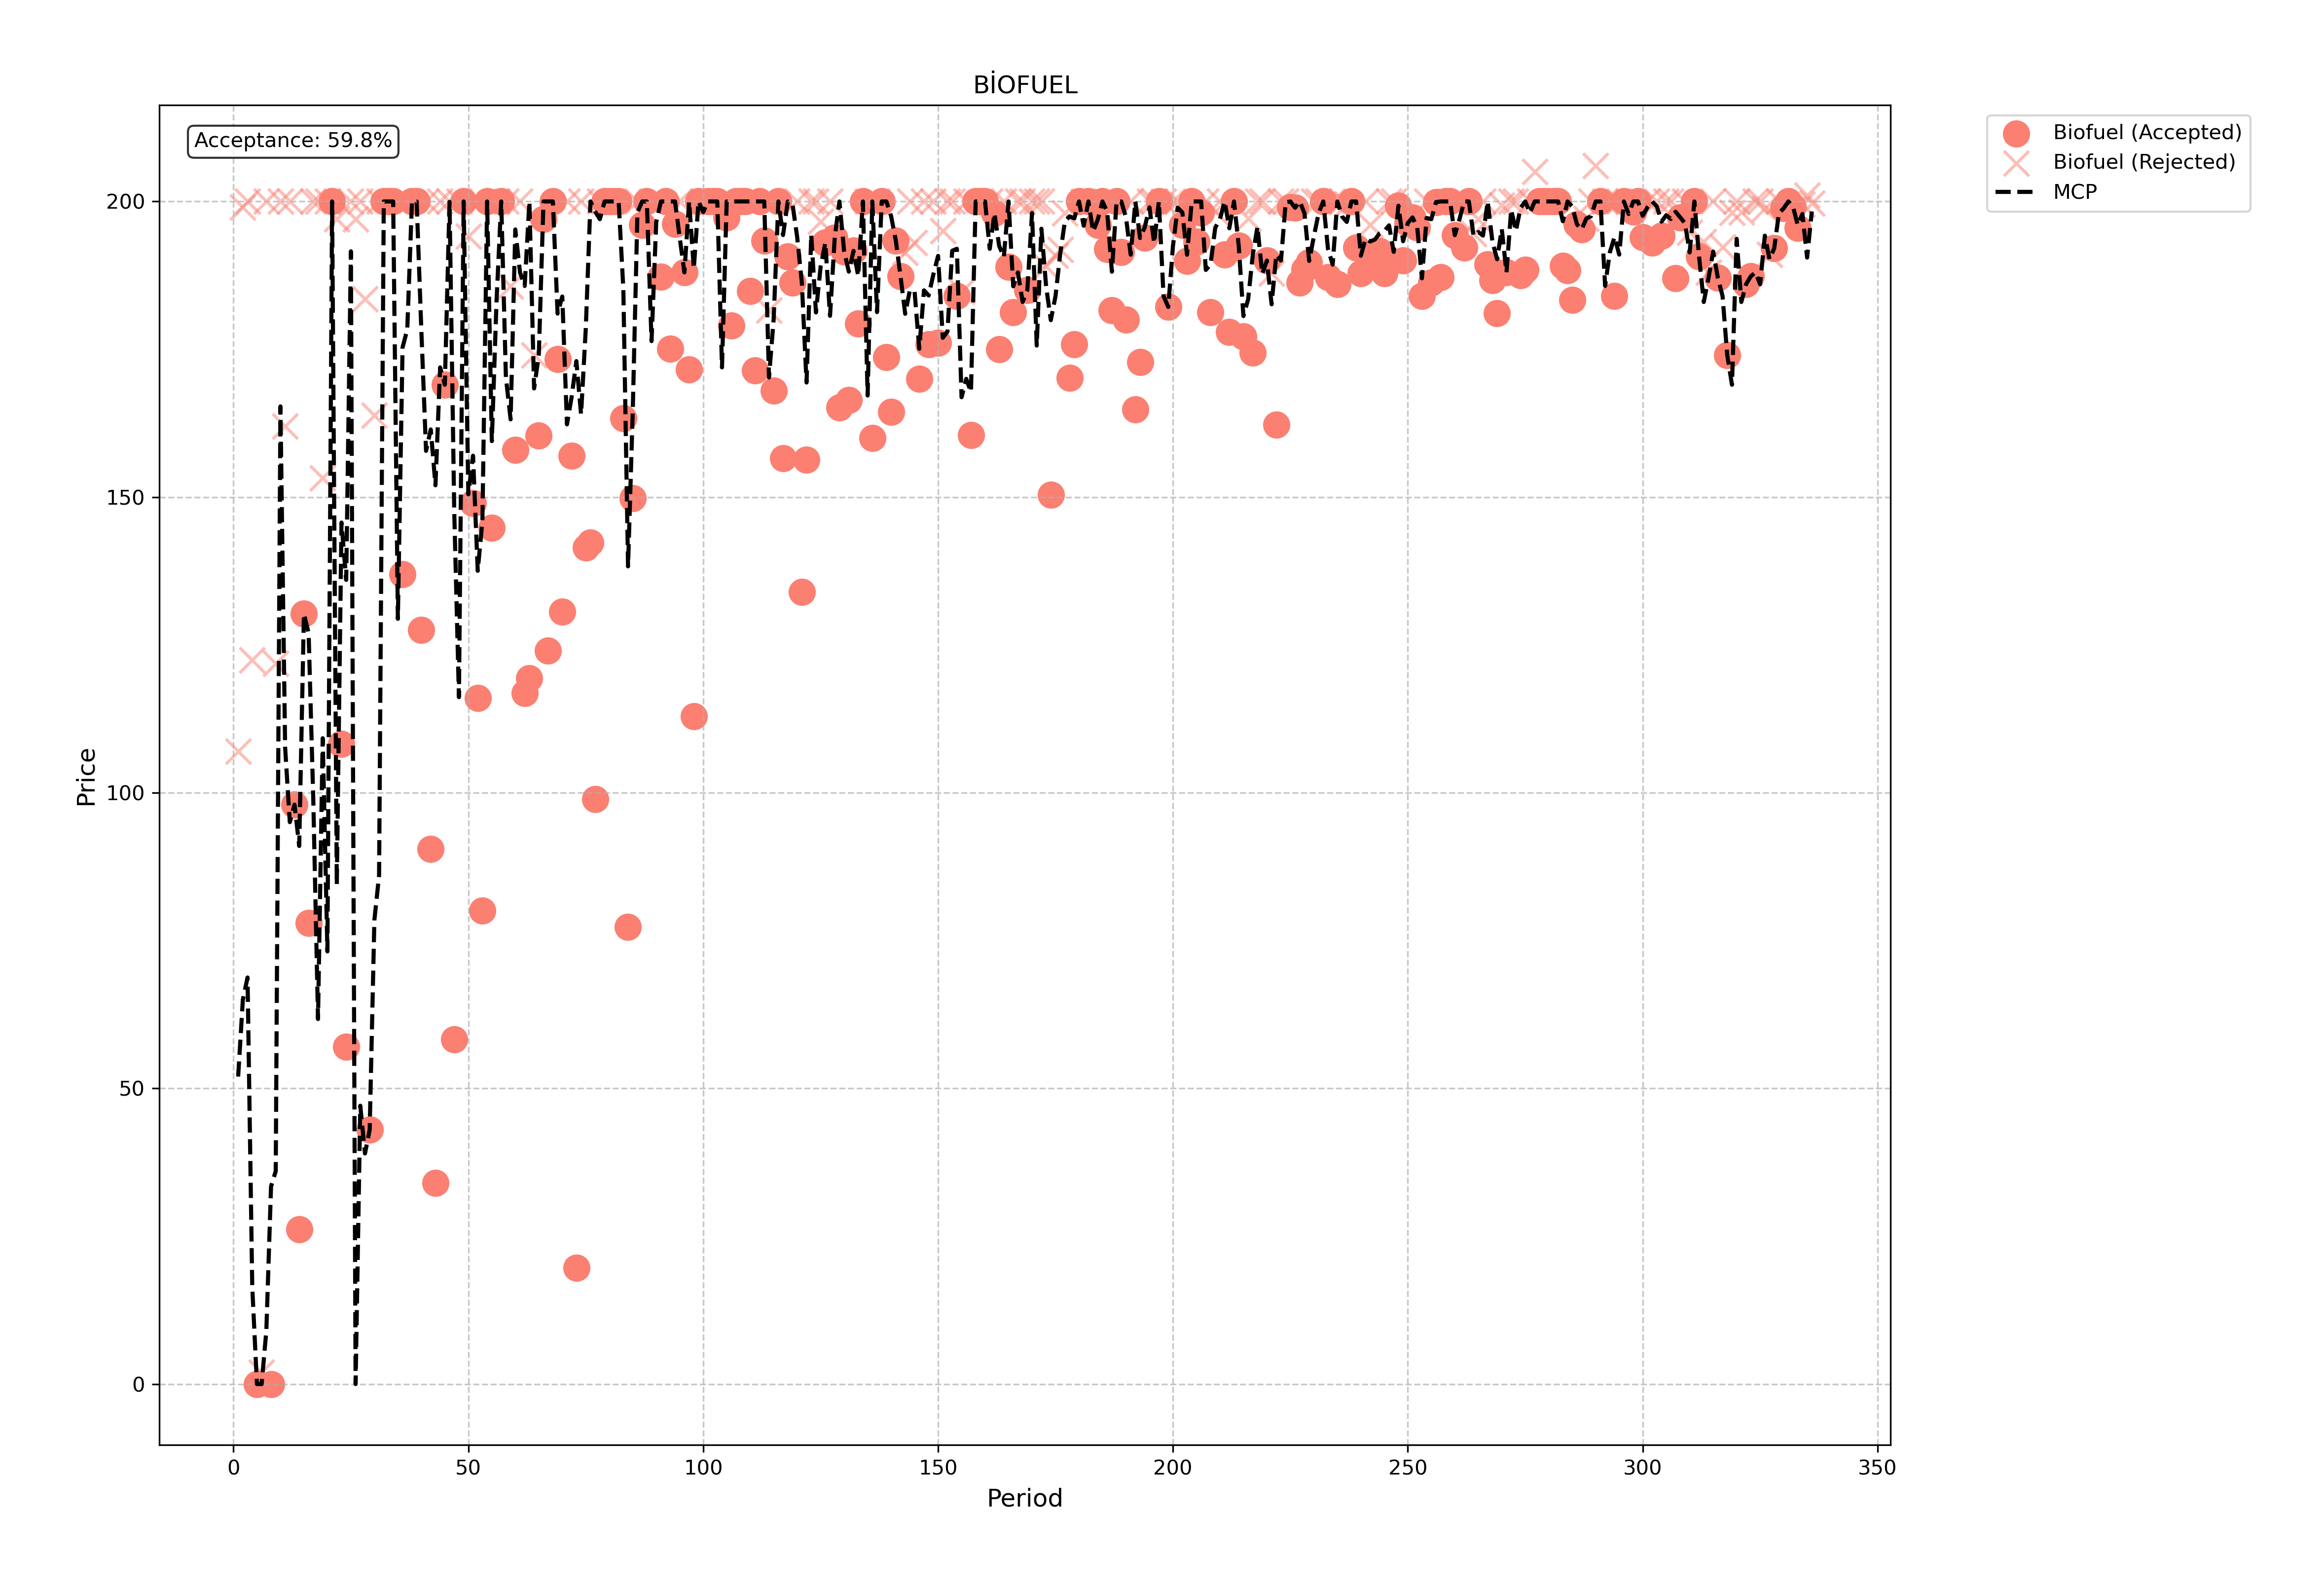 BİOFUEL
Acceptance: 59.8%
Biofuel (Accepted)
Biofuel (Rejected)
MCP
Price
200
150
100
50
0
0 50 100 150 200 250 300 350
Period